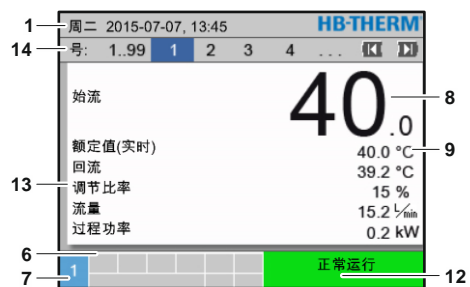 1 周二 2015-07-07, 13:45 HB-THERM
14 号: 1..99 1 2 3 4 ...
始流 40.0 8
额定值(实时) 40.0 °C 9
回流 39.2 °C
13 调节比率 15 %
流量 15.2 L/min
过程功率 0.2 kW
6
7 1 正常运行 12